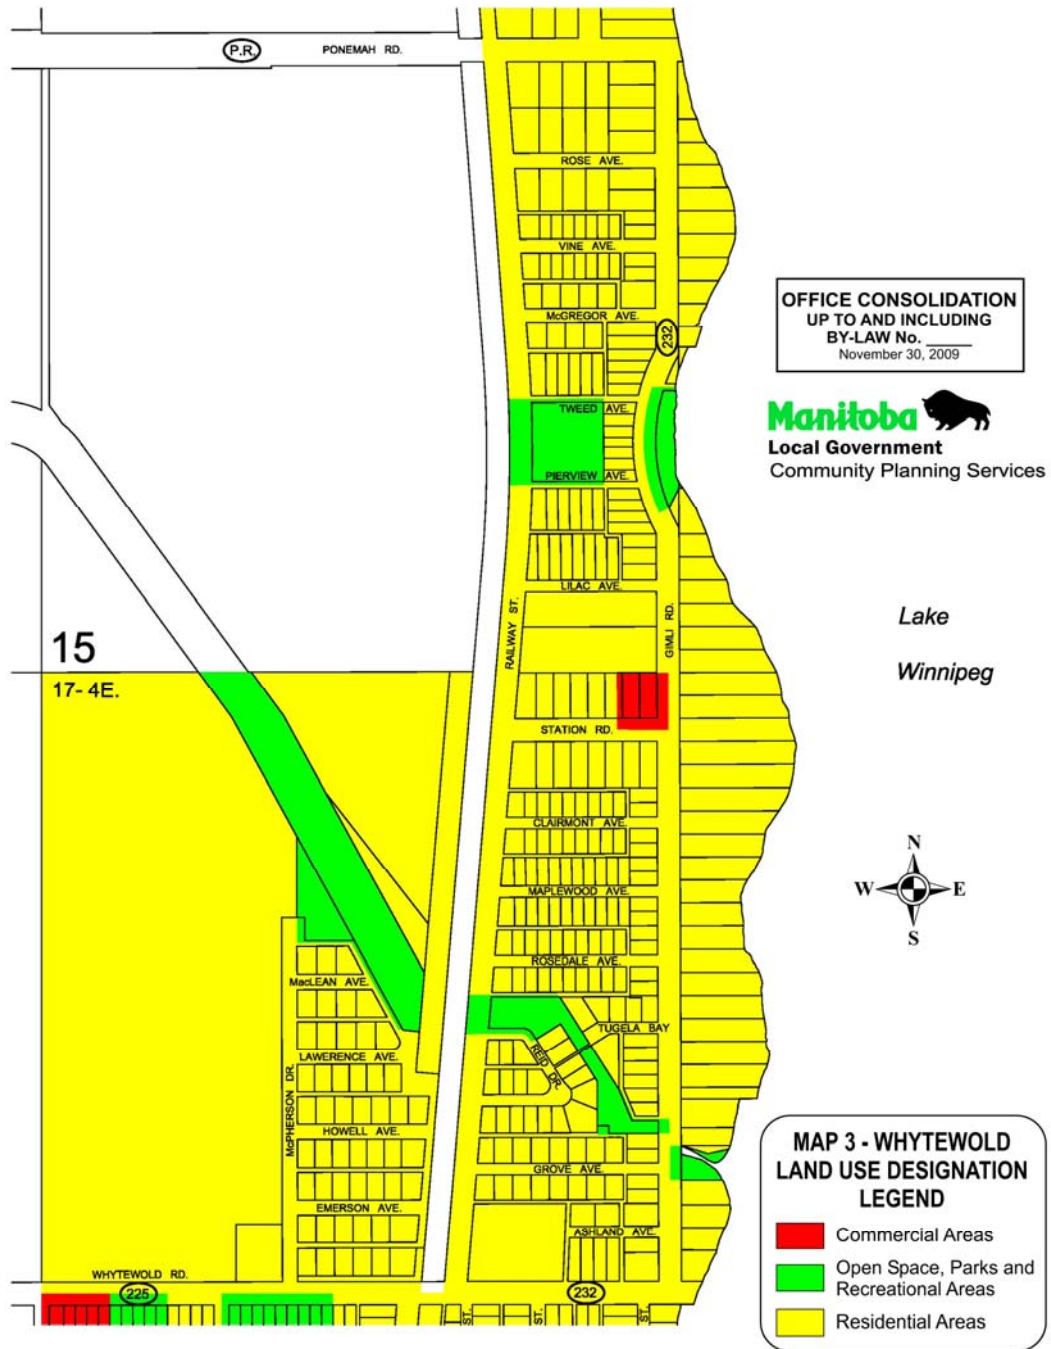 P.R.
PONEMAH RD.
ROSE AVE.
VINE AVE.
McGREGOR AVE.
232
TWEED AVE.
PIERVIEW AVE.
LILAC AVE.
RAILWAY ST.
GIMLI RD.
15
17- 4E.
STATION RD.
CLAIRMONT AVE.
MAPLEWOOD AVE.
ROSEDALE AVE.
MacLEAN AVE.
TUGELA BAY
REID DR.
LAWERENCE AVE.
McPHERSON DR.
HOWELL AVE.
GROVE AVE.
EMERSON AVE.
ASHLAND AVE.
WHYTEWOLD RD.
225
232
ST.
ST.
ST.
OFFICE CONSOLIDATION
UP TO AND INCLUDING
BY-LAW No. _____
November 30, 2009
Manitoba
Local Government
Community Planning Services
Lake
Winnipeg
N
W E
S
MAP 3 - WHYTEWOLD
LAND USE DESIGNATION
LEGEND
Commercial Areas
Open Space, Parks and
Recreational Areas
Residential Areas